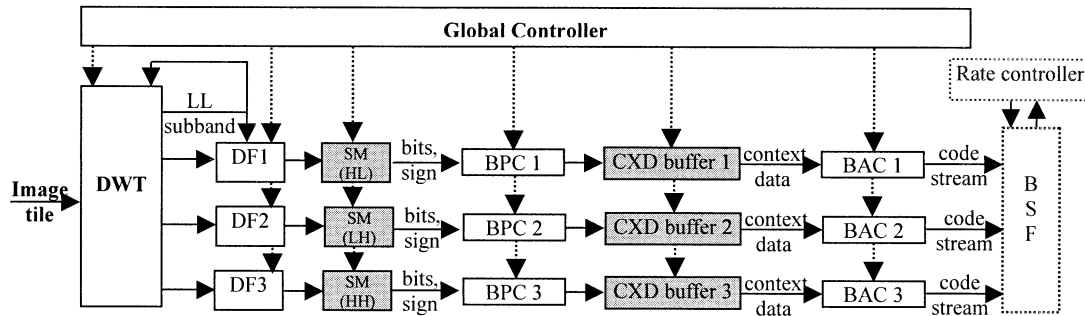 Global Controller
Rate controller
LL
subband
Image
tile
DWT
DF1
SM
(HL)
bits,
sign
BPC 1
CXD buffer 1
context
data
BAC 1
code
stream
DF2
SM
(LH)
bits,
sign
BPC 2
CXD buffer 2
context
data
BAC 2
code
stream
DF3
SM
(HH)
bits,
sign
BPC 3
CXD buffer 3
context
data
BAC 3
code
stream
B
S
F